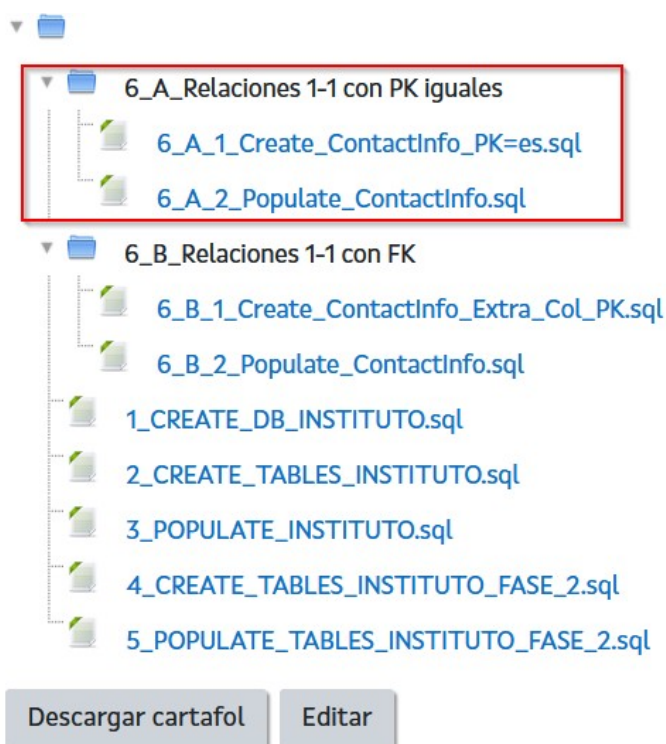 6_A_Relaciones 1-1 con PK iguales
6_A_1_Create_ContactInfo_PK=es.sql
6_A_2_Populate_ContactInfo.sql
6_B_Relaciones 1-1 con FK
6_B_1_Create_ContactInfo_Extra_Col_PK.sql
6_B_2_Populate_ContactInfo.sql
1_CREATE_DB_INSTITUTO.sql
2_CREATE_TABLES_INSTITUTO.sql
3_POPULATE_INSTITUTO.sql
4_CREATE_TABLES_INSTITUTO_FASE_2.sql
5_POPULATE_TABLES_INSTITUTO_FASE_2.sql
Descargar cartafol Editar